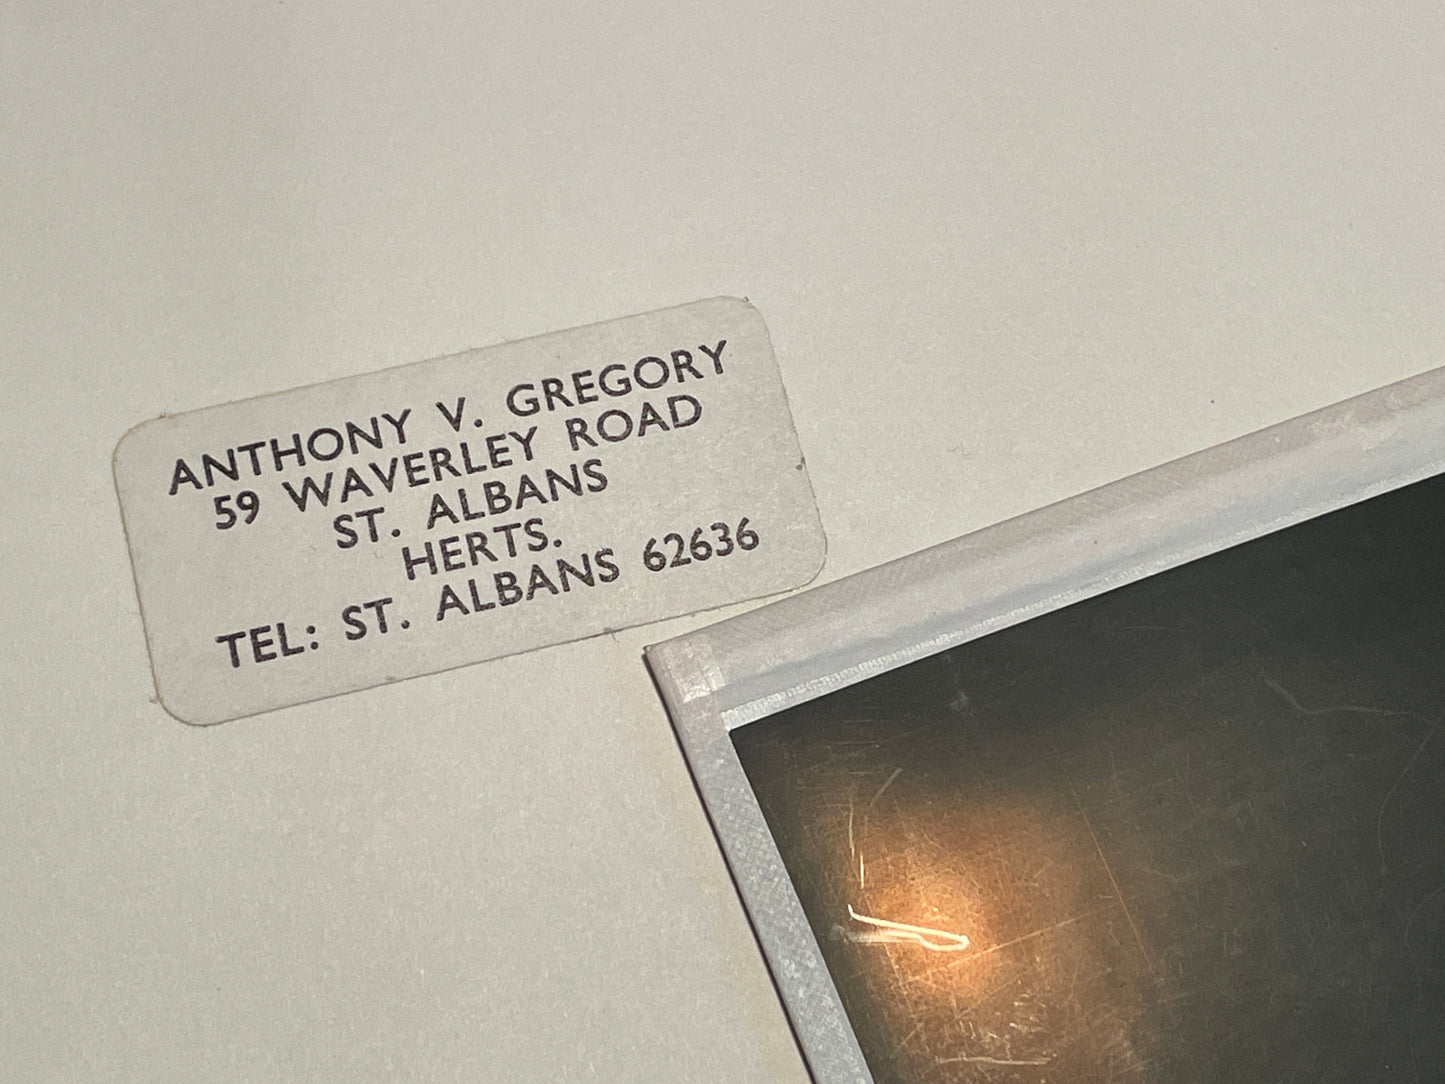 ANTHONY V. GREGORY
59 WAVERLEY ROAD
ST. ALBANS
HERTS.
TEL: ST. ALBANS 62636